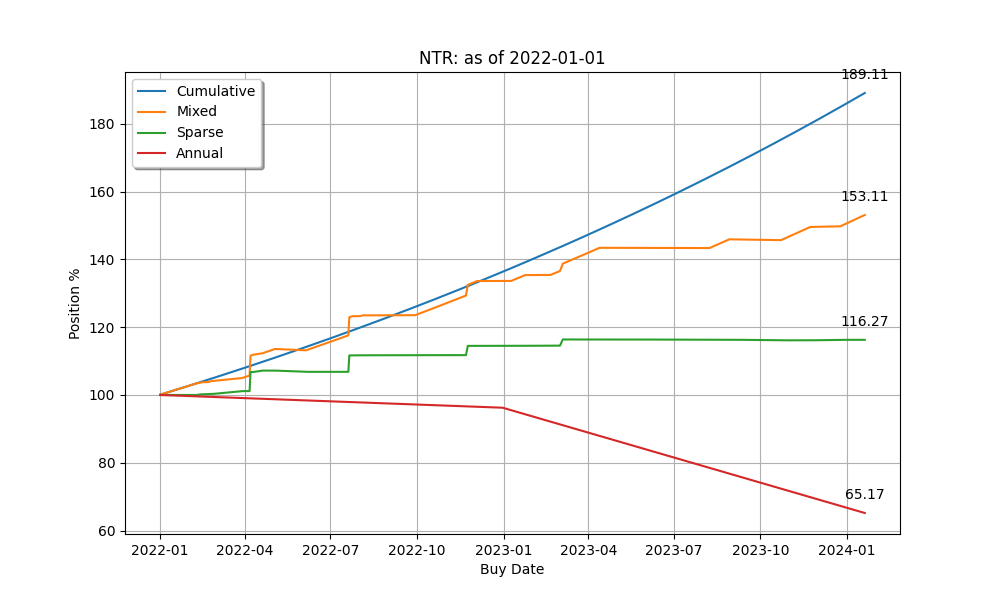 NTR: as of 2022-01-01
Cumulative
Mixed
Sparse
Annual
189.11
153.11
116.27
65.17
Position %
180
160
140
120
100
80
60
2022-01 2022-04 2022-07 2022-10 2023-01 2023-04 2023-07 2023-10 2024-01
Buy Date